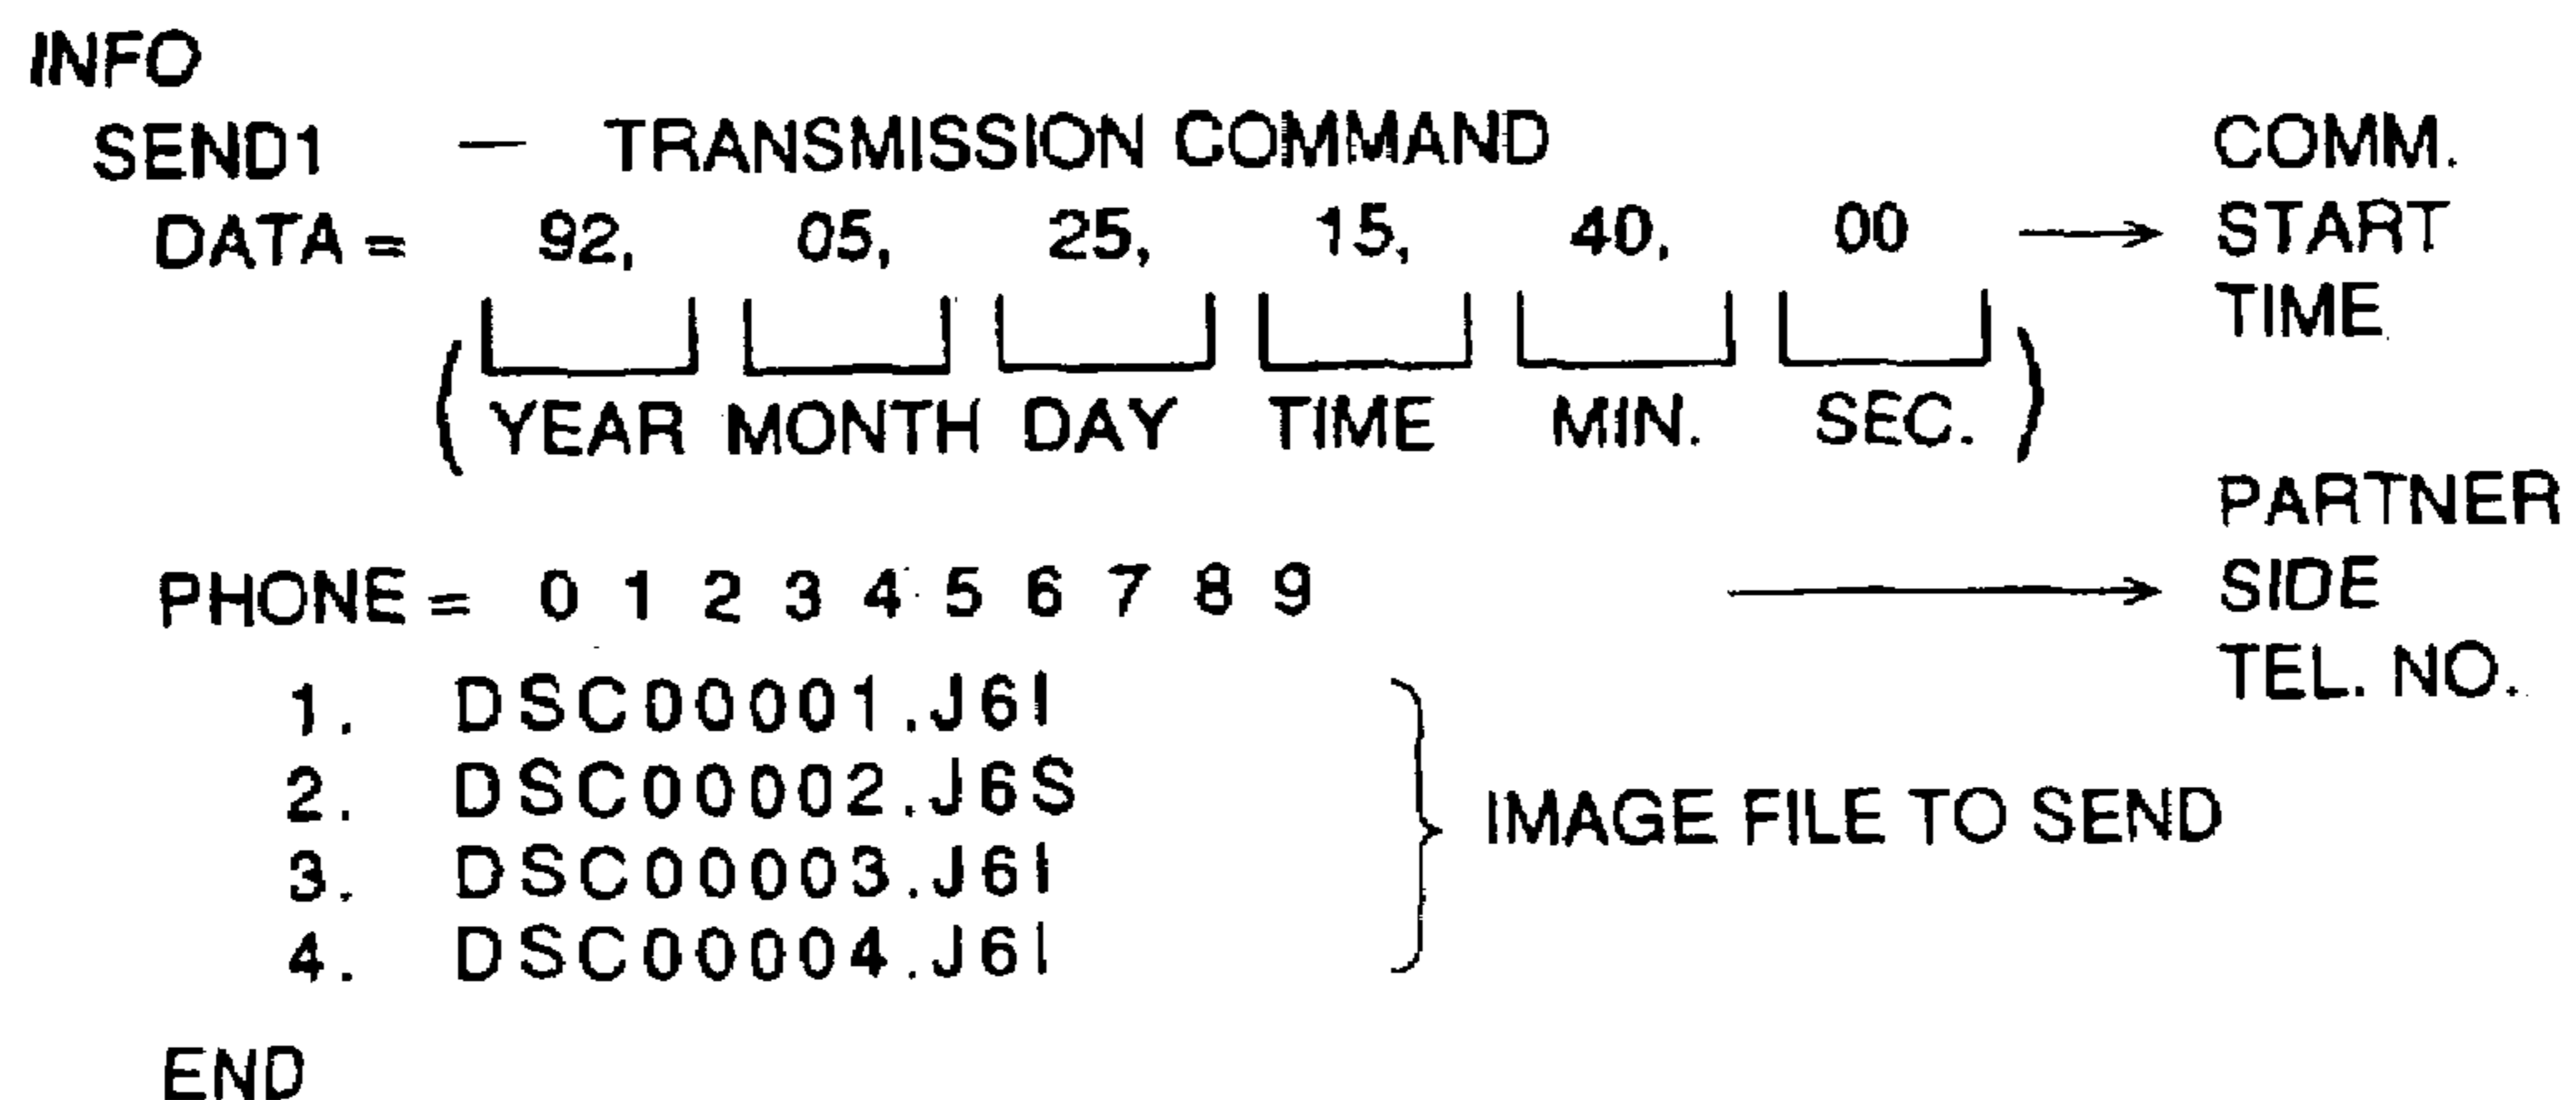 INFO
SEND1 — TRANSMISSION COMMAND
DATA = 92, 05, 25, 15, 40, 00 → COMM. START TIME
( YEAR MONTH DAY TIME MIN. SEC. )
PHONE = 0 1 2 3 4 5 6 7 8 9 → PARTNER SIDE TEL. NO.
1. DSC00001.J6I
2. DSC00002.J6S
3. DSC00003.J6I
4. DSC00004.J6I
IMAGE FILE TO SEND
END